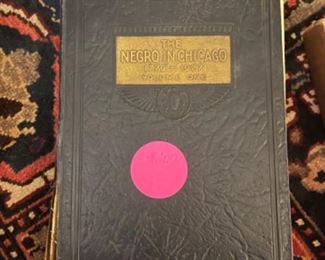 THE
NEGRO IN CHICAGO
VOLUME ONE